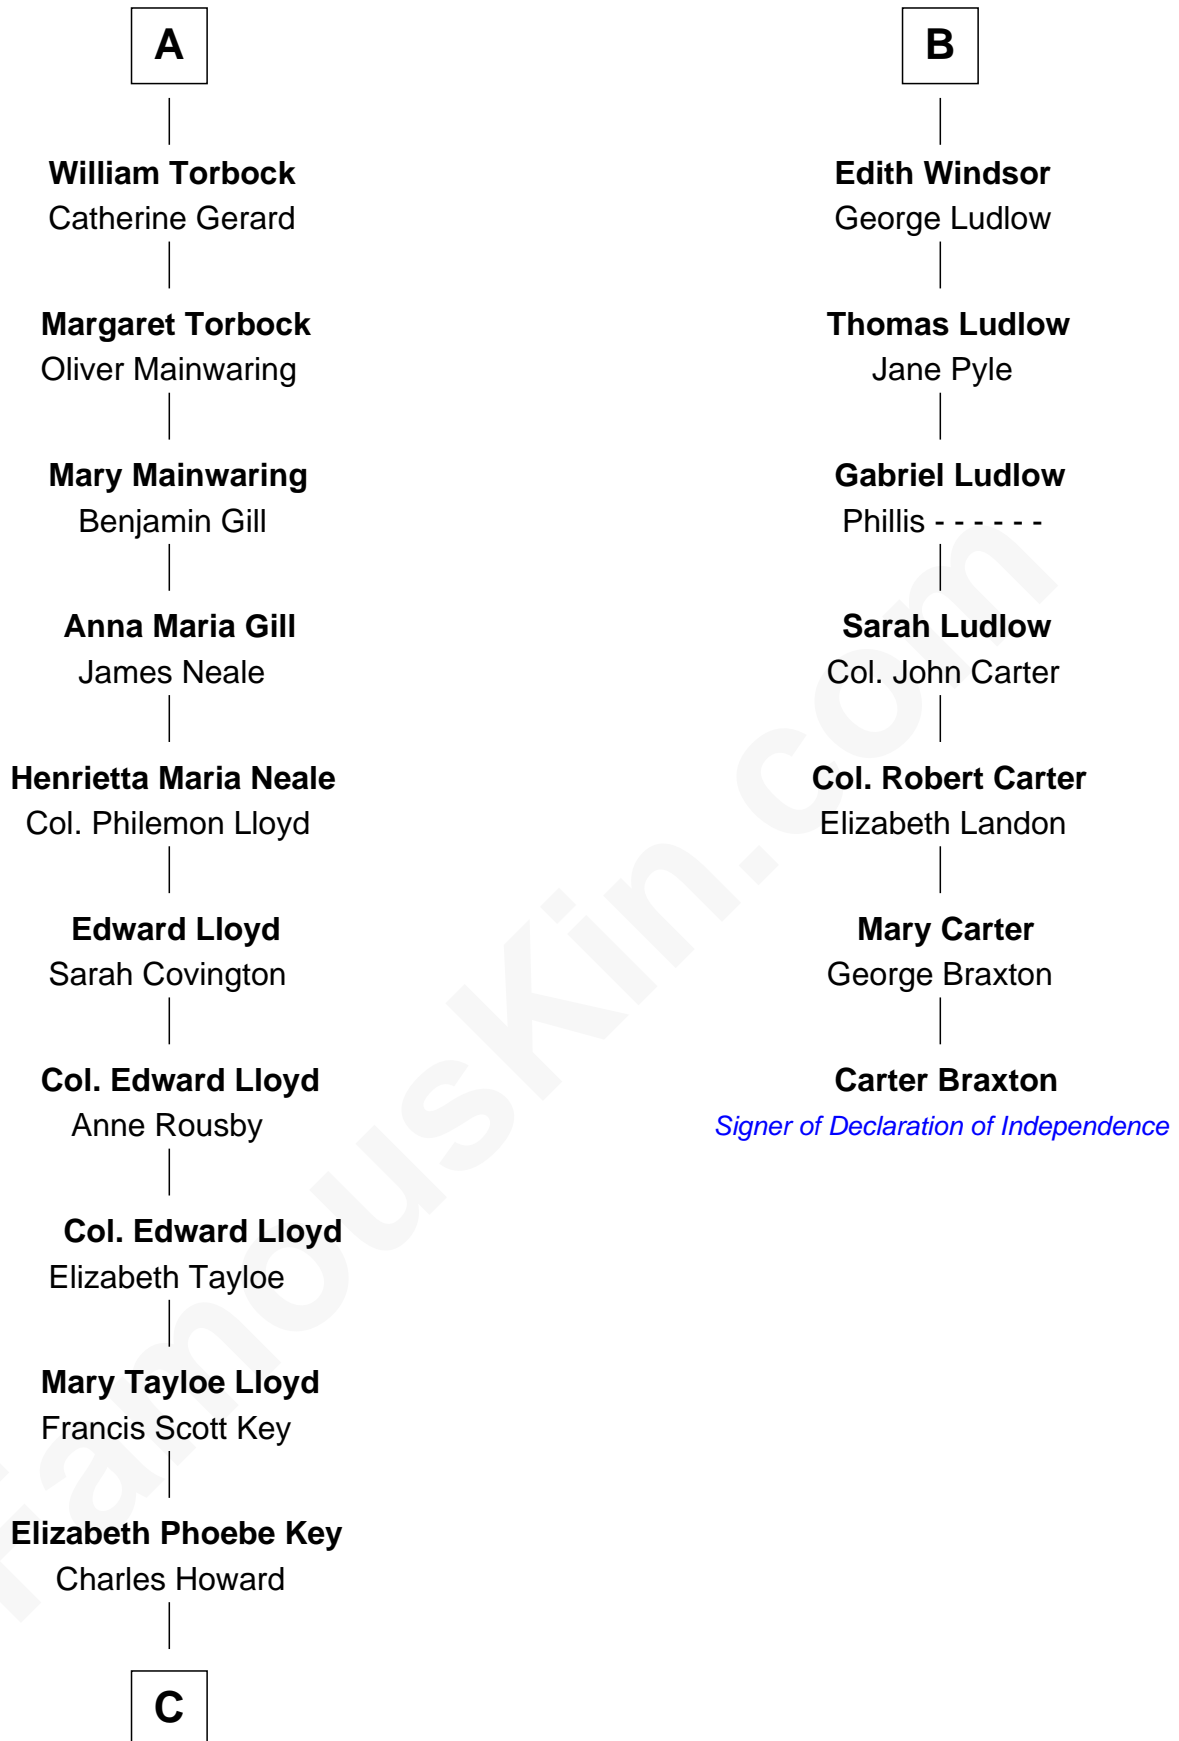 A
William Torbock
Catherine Gerard
Margaret Torbock
Oliver Mainwaring
Mary Mainwaring
Benjamin Gill
Anna Maria Gill
James Neale
Henrietta Maria Neale
Col. Philemon Lloyd
Edward Lloyd
Sarah Covington
Col. Edward Lloyd
Anne Rousby
Col. Edward Lloyd
Elizabeth Tayloe
Mary Tayloe Lloyd
Francis Scott Key
Elizabeth Phoebe Key
Charles Howard
C
B
Edith Windsor
George Ludlow
Thomas Ludlow
Jane Pyle
Gabriel Ludlow
Phillis - - - - - -
Sarah Ludlow
Col. John Carter
Col. Robert Carter
Elizabeth Landon
Mary Carter
George Braxton
Carter Braxton
Signer of Declaration of Independence
FamousKin.com